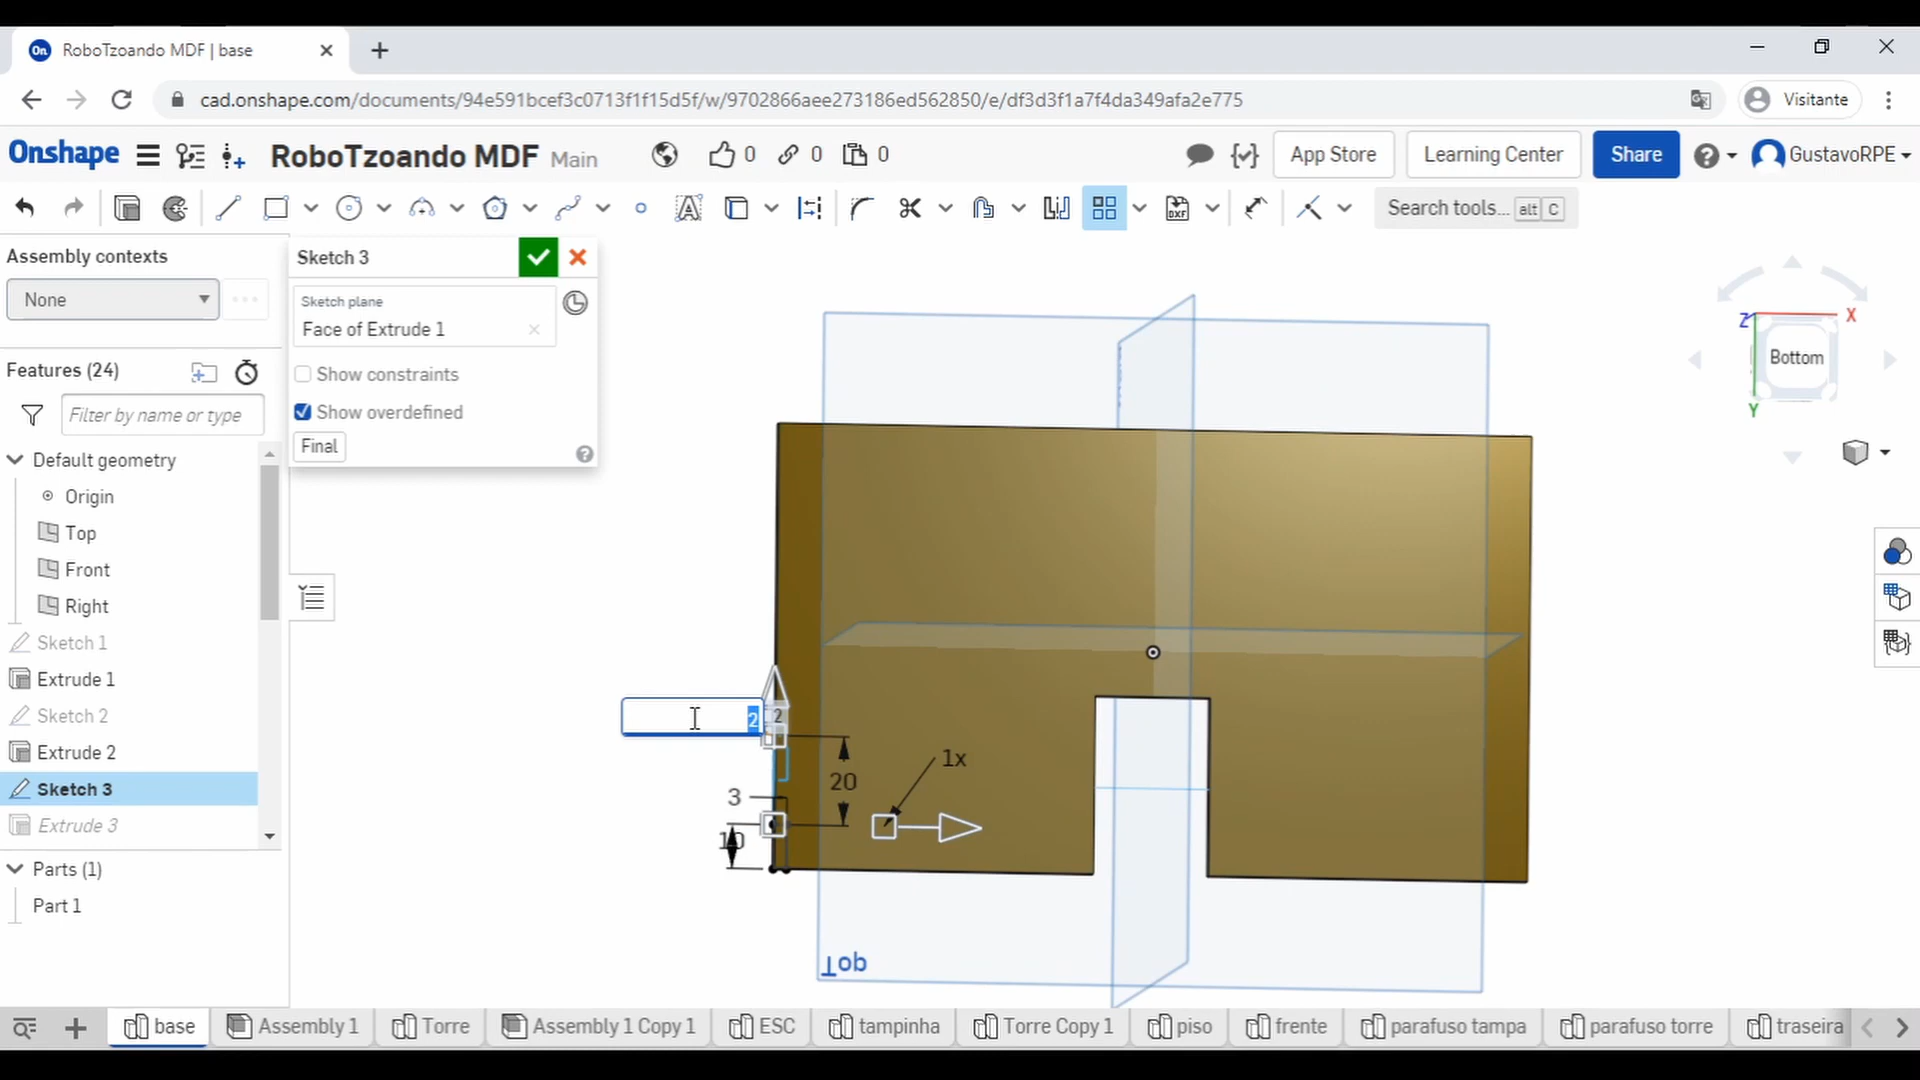 On RoboTzoando MDF | base
cad.onshape.com/documents/94e591bcef3c0713f1f15d5f/w/9702866aee273186ed562850/e/df3d3f1a7f4da349afa2e775
Visitante
Onshape RoboTzoando MDF Main 0 0 0 App Store Learning Center Share GustavoRPE
Search tools... alt C
Assembly contexts
None
Features (24)
Filter by name or type
Default geometry
Origin
Top
Front
Right
Sketch 1
Extrude 1
Sketch 2
Extrude 2
Sketch 3
Extrude 3
Parts (1)
Part 1
Sketch 3
Sketch plane
Face of Extrude 1
Show constraints
Show overdefined
Final
Z X
Bottom
Y
2 2
1x
20
3
10
Top
base Assembly 1 Torre Assembly 1 Copy 1 ESC tampinha Torre Copy 1 piso frente parafuso tampa parafuso torre traseira